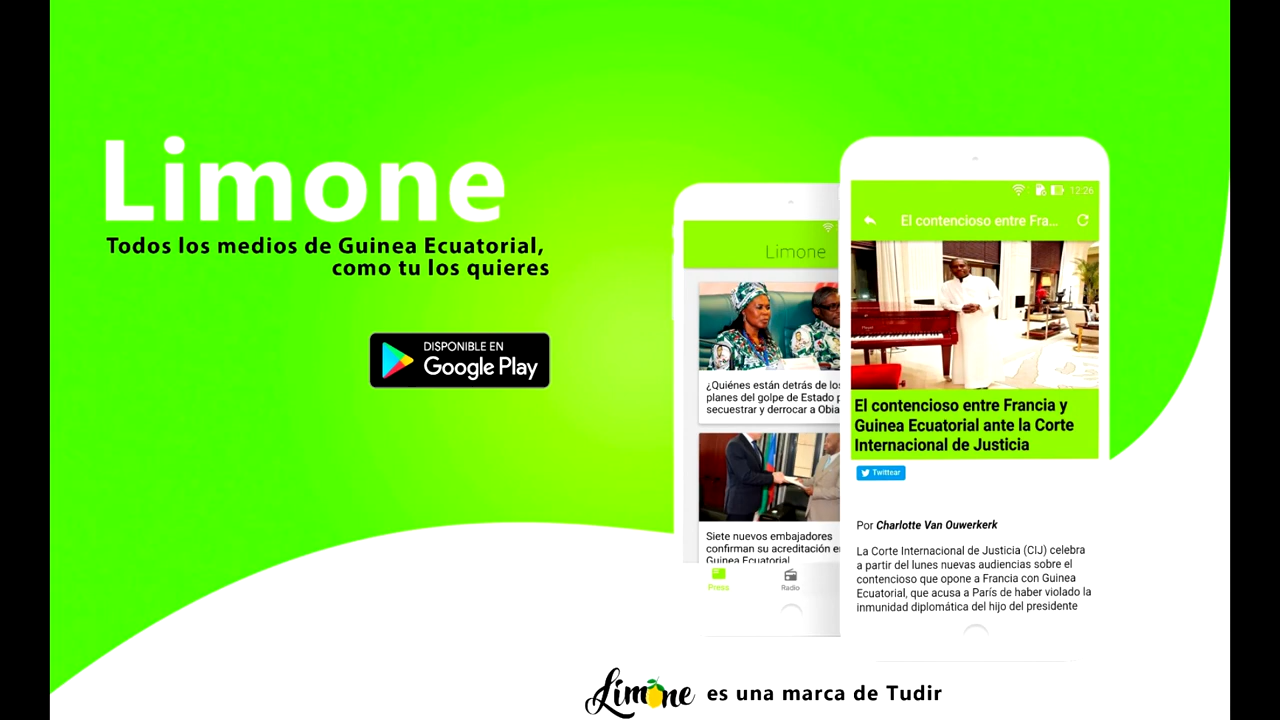 Limone
Todos los medios de Guinea Ecuatorial,
como tu los quieres
DISPONIBLE EN
Google Play
Limone
¿Quiénes están detrás de los
planes del golpe de Estado p
secuestrar y derrocar a Obia
Siete nuevos embajadores
confirman su acreditación e
Guinea Ecuatorial
Press
Radio
12:26
El contencioso entre Fra...
El contencioso entre Francia y
Guinea Ecuatorial ante la Corte
Internacional de Justicia
Twittear
Por Charlotte Van Ouwerkerk
La Corte Internacional de Justicia (CIJ) celebra
a partir del lunes nuevas audiencias sobre el
contencioso que opone a Francia con Guinea
Ecuatorial, que acusa a París de haber violado la
inmunidad diplomática del hijo del presidente
Limone es una marca de Tudir